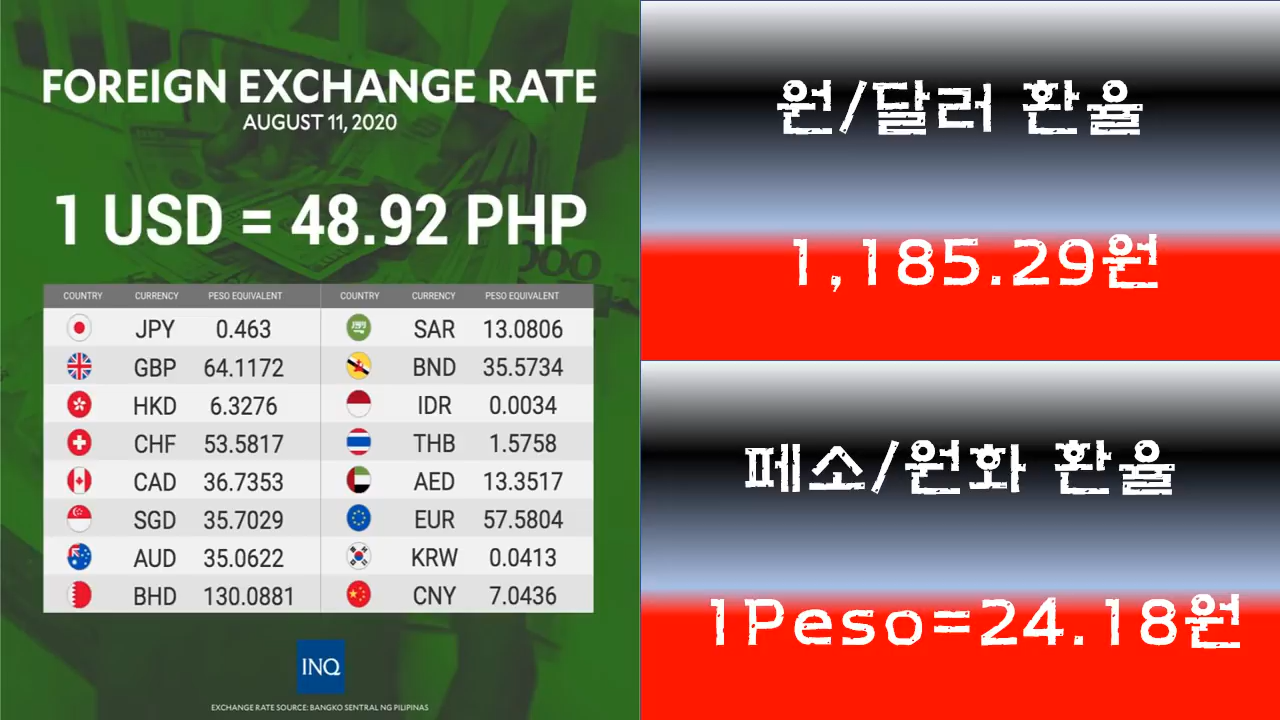 FOREIGN EXCHANGE RATE
AUGUST 11, 2020
1 USD = 48.92 PHP
COUNTRY CURRENCY PESO EQUIVALENT COUNTRY CURRENCY PESO EQUIVALENT
JPY 0.463 SAR 13.0806
GBP 64.1172 BND 35.5734
HKD 6.3276 IDR 0.0034
CHF 53.5817 THB 1.5758
CAD 36.7353 AED 13.3517
SGD 35.7029 EUR 57.5804
AUD 35.0622 KRW 0.0413
BHD 130.0881 CNY 7.0436
INQ
EXCHANGE RATE SOURCE: BANGKO SENTRAL NG PILIPINAS
원/달러 환율
1,185.29원
페소/원화 환율
1Peso=24.18원